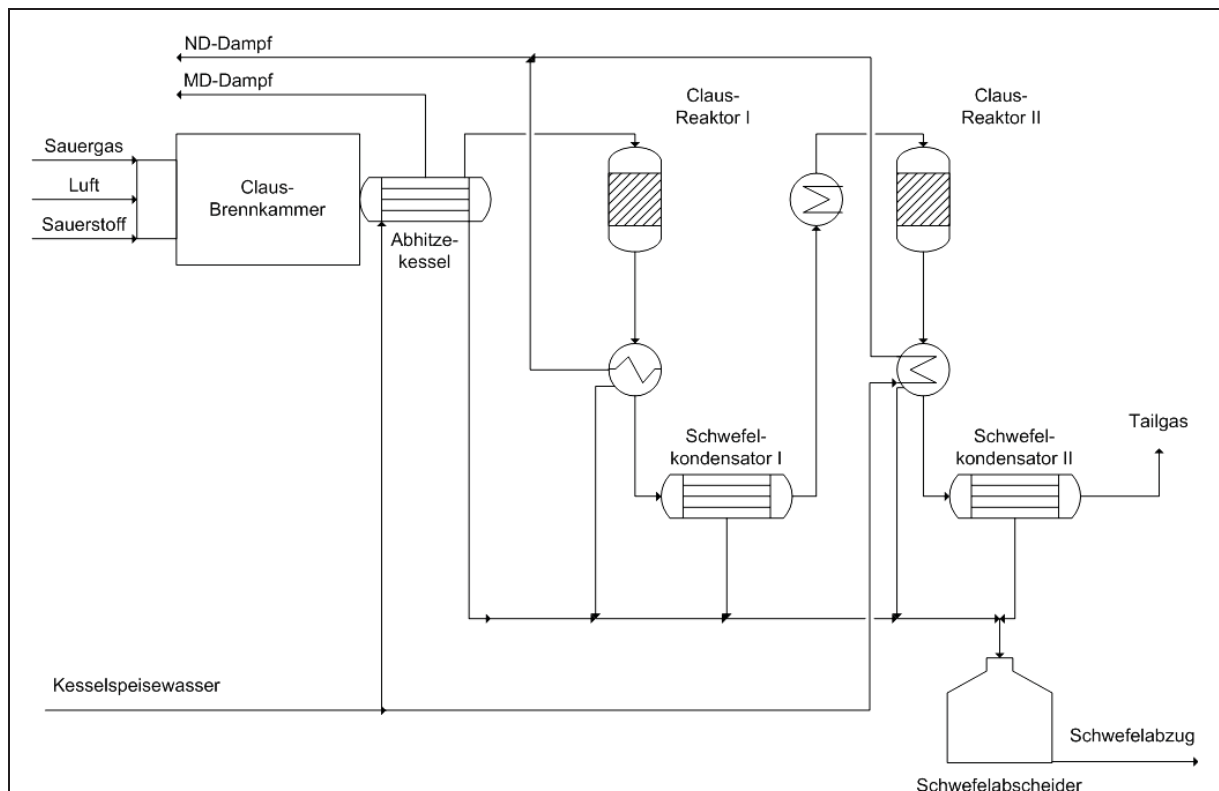 ND-Dampf
MD-Dampf
Claus-
Reaktor I
Claus-
Reaktor II
Sauergas
Luft
Sauerstoff
Claus-
Brennkammer
Abhitze-
kessel
Schwefel-
kondensator I
Schwefel-
kondensator II
Tailgas
Kesselspeisewasser
Schwefelabzug
Schwefelabscheider